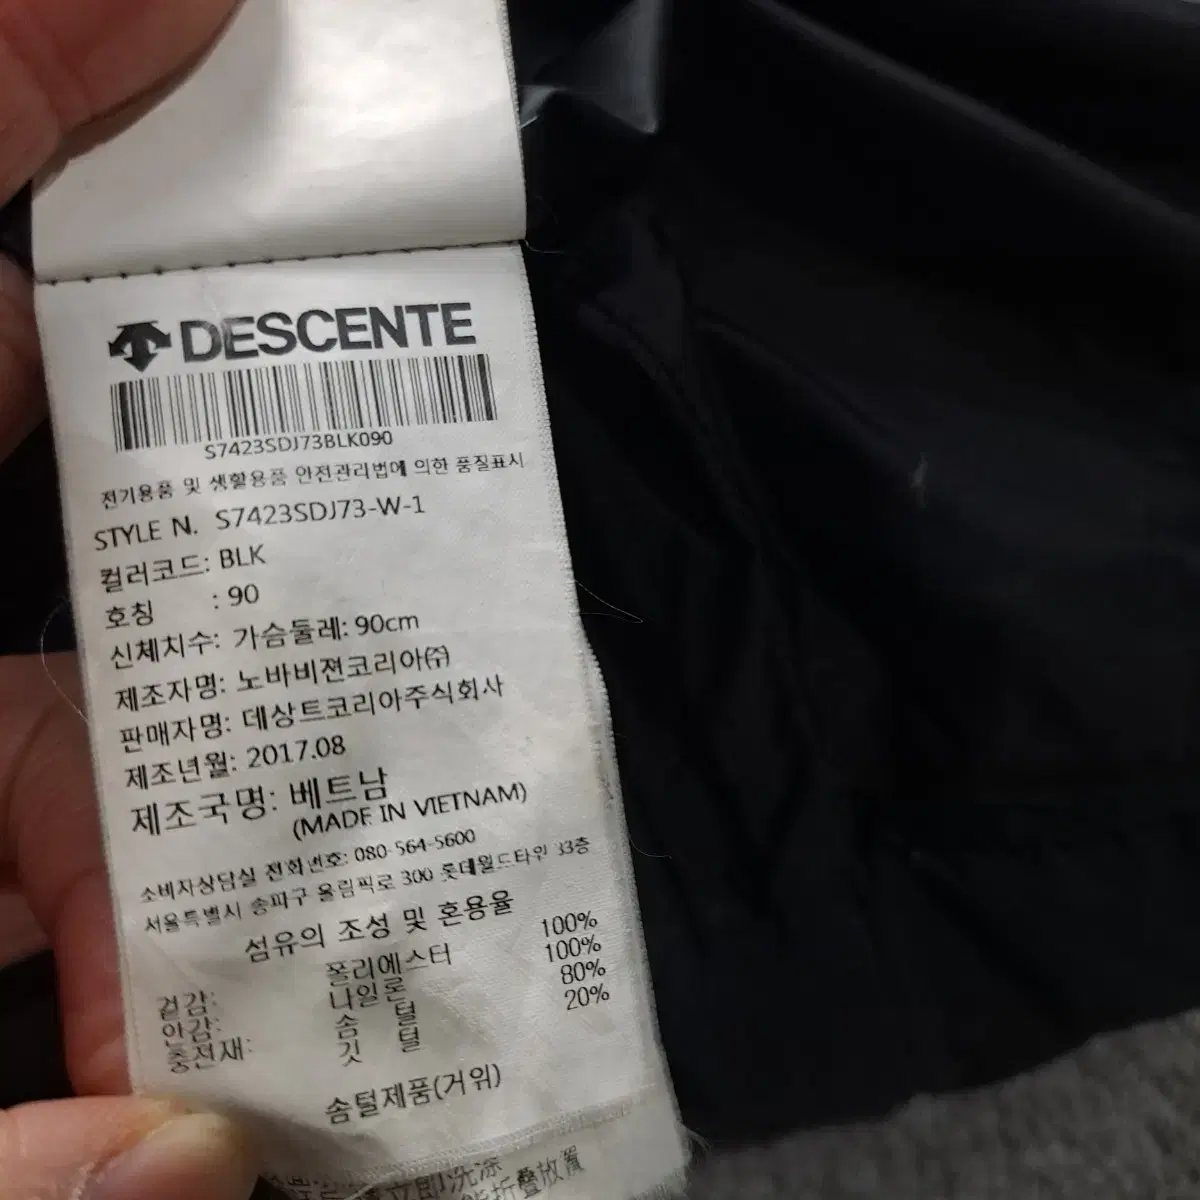 DESCENTE
S7423SDJ73BLK090
전기용품 및 생활용품 안전관리법에 의한 품질표시
STYLE N. S7423SDJ73-W-1
컬러코드: BLK
호칭 : 90
신체치수: 가슴둘레: 90cm
제조자명: 노바비젼코리아㈜
판매자명: 데상트코리아주식회사
제조년월: 2017.08
제조국명: 베트남
(MADE IN VIETNAM)
소비자상담실 전화번호: 080-564-5600
서울특별시 송파구 올림픽로 300 롯데월드타워 33층
섬유의 조성 및 혼용율
겉감: 폴리에스터 100%
안감: 나일론 100%
충전재: 솜 털 80%
깃 털 20%
솜털제품(거위)
立即洗涤
折叠放置